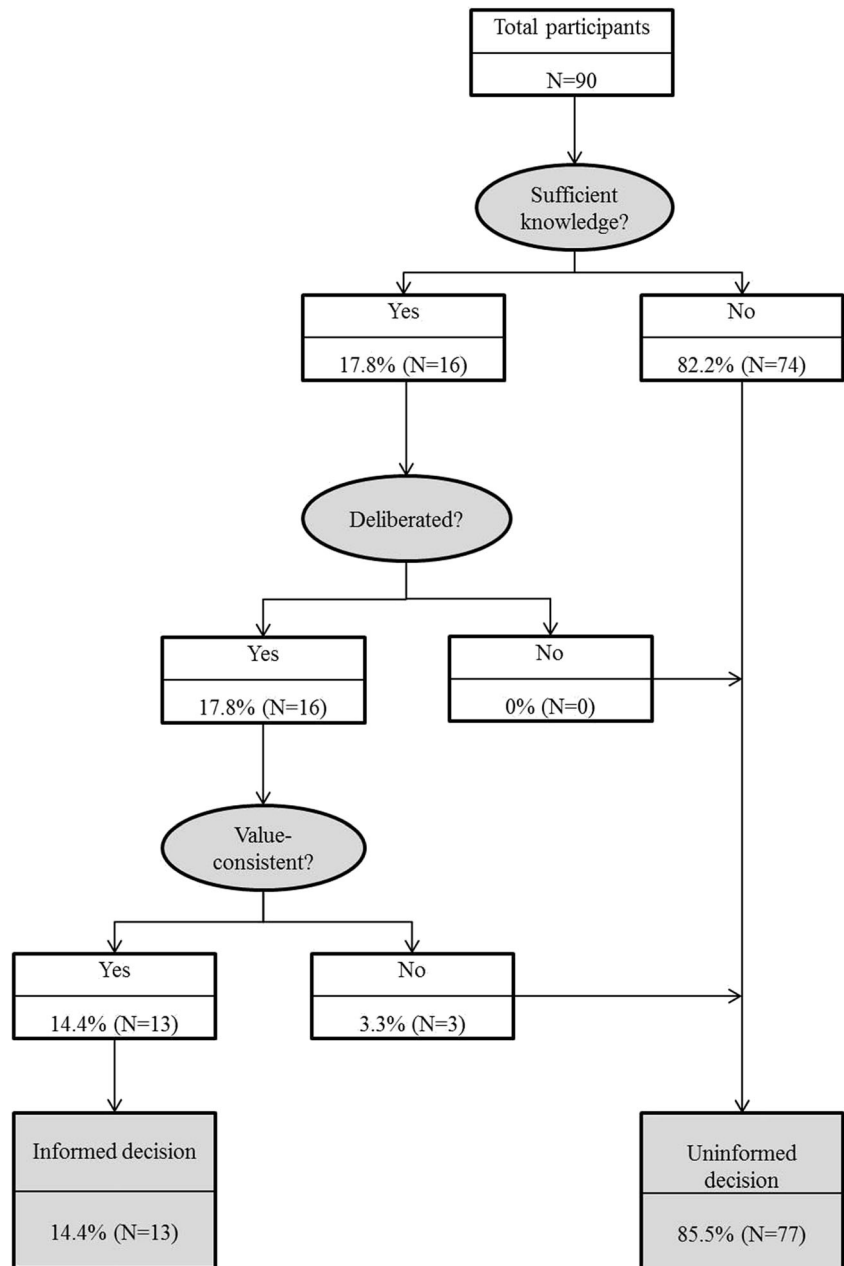 Total participants
N=90
Sufficient
knowledge?
Yes
17.8% (N=16)
No
82.2% (N=74)
Deliberated?
Yes
17.8% (N=16)
No
0% (N=0)
Value-
consistent?
Yes
14.4% (N=13)
No
3.3% (N=3)
Informed decision
14.4% (N=13)
Uninformed
decision
85.5% (N=77)